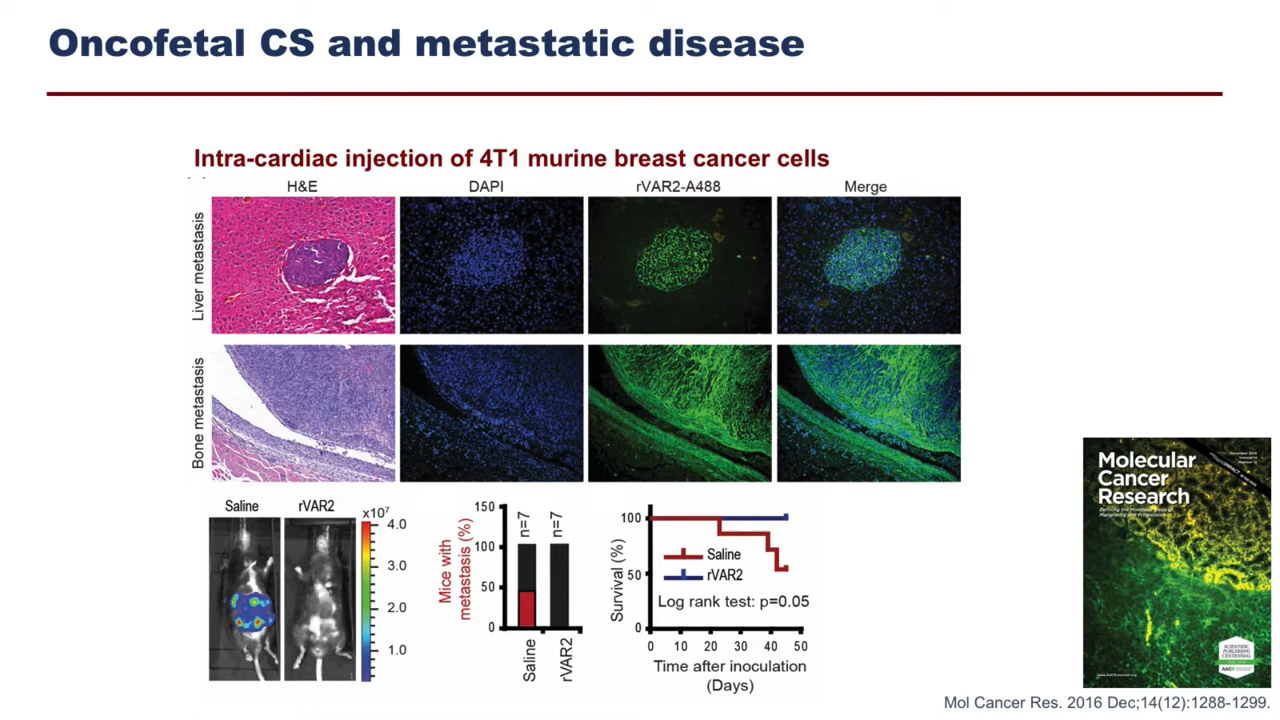 Oncofetal CS and metastatic disease
Intra-cardiac injection of 4T1 murine breast cancer cells
H&E DAPI rVAR2-A488 Merge
Liver metastasis
Bone metastasis
Saline rVAR2
x10⁷
4.0
3.0
2.0
1.0
Mice with
metastasis (%)
150
100
50
0
n=7 n=7
Saline rVAR2
Survival (%)
100
50
0
Saline
rVAR2
Log rank test: p=0.05
0 10 20 30 40 50
Time after inoculation
(Days)
Molecular
Cancer
Research
Mol Cancer Res. 2016 Dec;14(12):1288-1299.